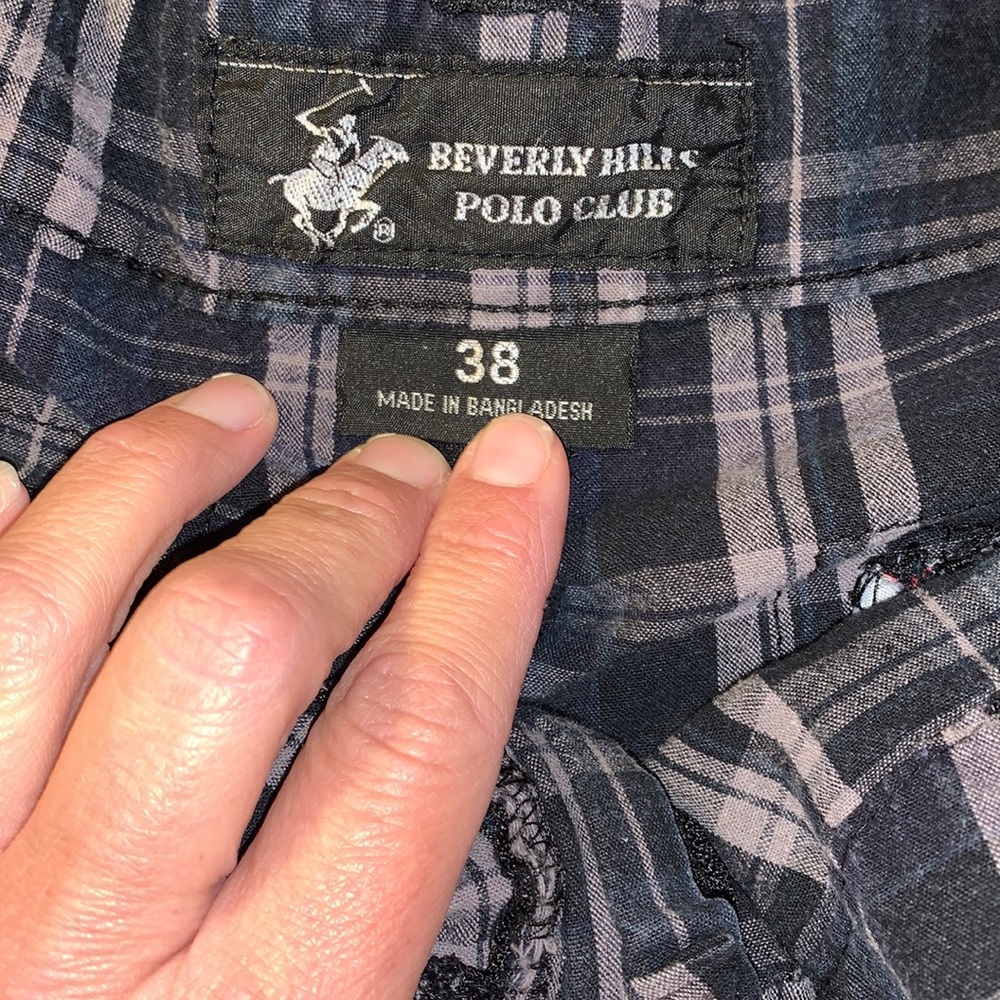 BEVERLY HILLS
POLO CLUB
®
38
MADE IN BANGLADESH